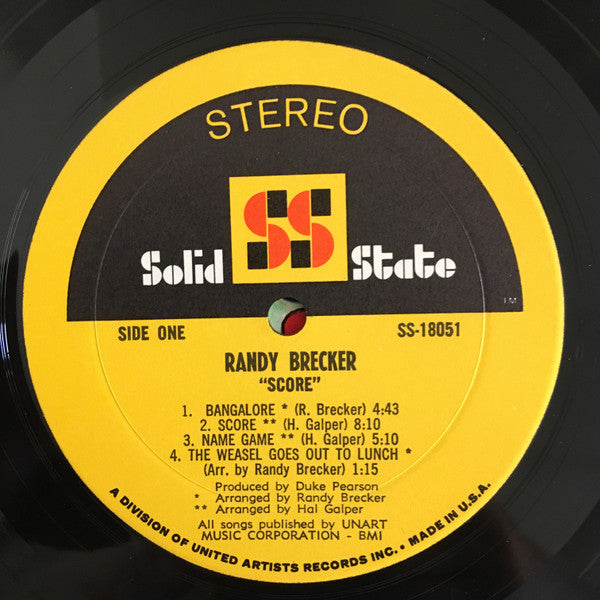 STEREO
SS
Solid State
SIDE ONE
SS-18051
RANDY BRECKER
"SCORE"
1. BANGALORE * (R. Brecker) 4:43
2. SCORE ** (H. Galper) 8:10
3. NAME GAME ** (H. Galper) 5:10
4. THE WEASEL GOES OUT TO LUNCH *
(Arr. by Randy Brecker) 1:15
Produced by Duke Pearson
* Arranged by Randy Brecker
** Arranged by Hal Galper
All songs published by UNART
MUSIC CORPORATION - BMI
A DIVISION OF UNITED ARTISTS RECORDS INC. • MADE IN U.S.A.